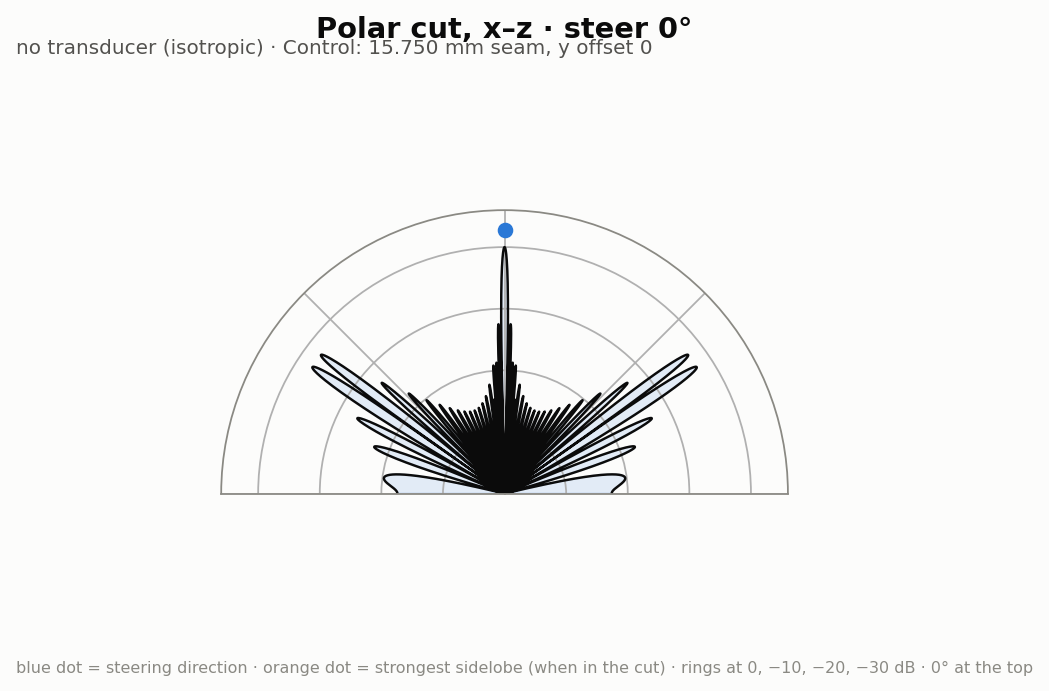 Polar cut, x–z · steer 0°
no transducer (isotropic) · Control: 15.750 mm seam, y offset 0
blue dot = steering direction · orange dot = strongest sidelobe (when in the cut) · rings at 0, −10, −20, −30 dB · 0° at the top